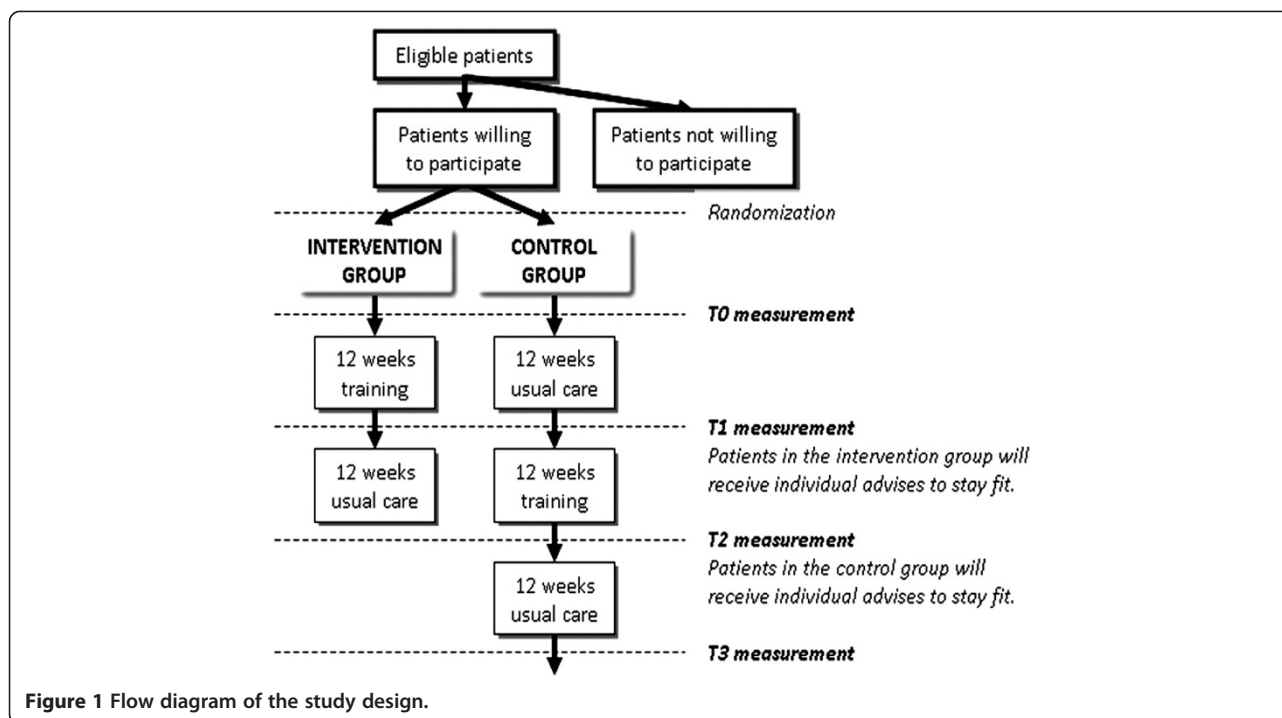 Eligible patients
Patients willing
to participate
Patients not willing
to participate
Randomization
INTERVENTION
GROUP
CONTROL
GROUP
T0 measurement
12 weeks
training
12 weeks
usual care
T1 measurement
Patients in the intervention group will
receive individual advises to stay fit.
12 weeks
usual care
12 weeks
training
T2 measurement
Patients in the control group will
receive individual advises to stay fit.
12 weeks
usual care
T3 measurement
Figure 1 Flow diagram of the study design.